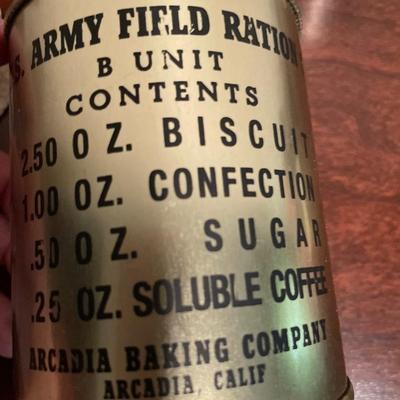 S. ARMY FIELD RATION
B UNIT
CONTENTS
2.50 OZ. BISCUIT
1.00 OZ. CONFECTION
.50 OZ. SUGAR
.25 OZ. SOLUBLE COFFEE
ARCADIA BAKING COMPANY
ARCADIA, CALIF